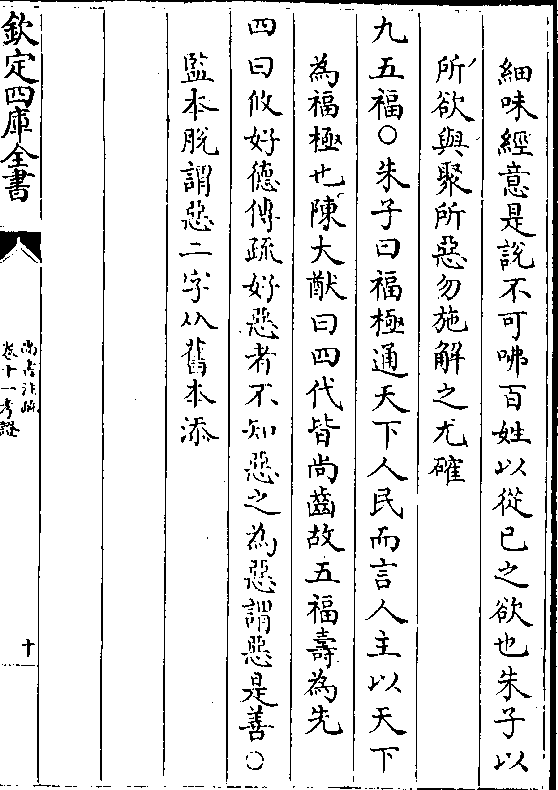 細味經意是說不可咈百姓以從已之欲也朱子以
所欲與聚所惡勿施解之尤確
九五福○朱子曰福極通天下人民而言人主以天下
為福極也陳大猷曰四代皆尚齒故五福壽為先
四曰攸好德傳疏好惡者不知惡之為惡謂惡是善○
監本脫謂惡二字从舊本添
欽定四庫全書
尚書注疏
卷十一考證
十